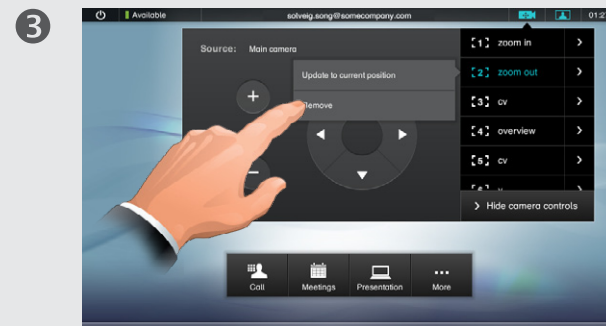 3
Available
solveig.song@somecompany.com
01:2
Source: Main camera
Update to current position
Remove
+
−
[1] zoom in
[2] zoom out
[3] cv
[4] overview
[5] cv
Hide camera controls
Call
Meetings
Presentation
More